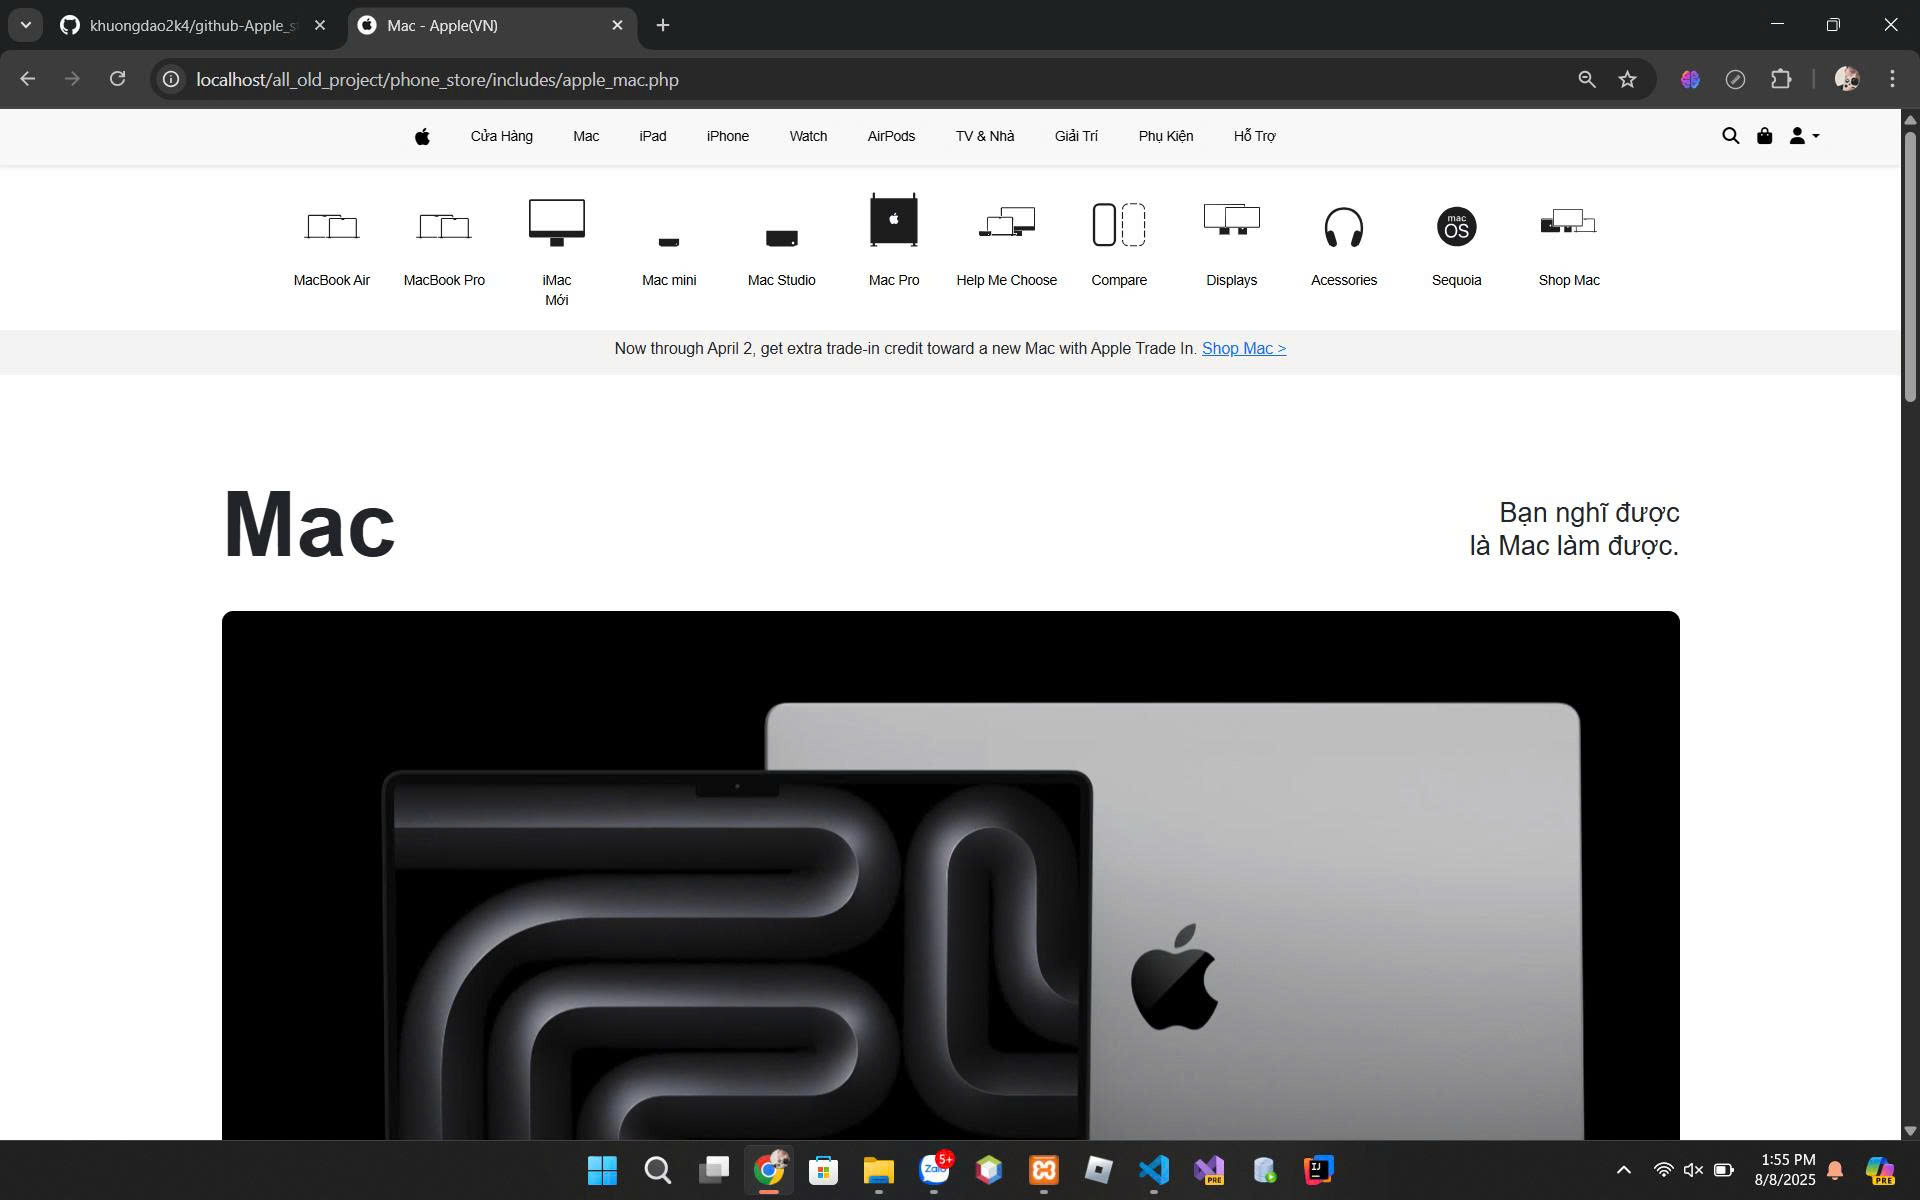 khuongdao2k4/github-Apple_s
Mac - Apple(VN)
localhost/all_old_project/phone_store/includes/apple_mac.php
Cửa Hàng Mac iPad iPhone Watch AirPods TV & Nhà Giải Trí Phụ Kiện Hỗ Trợ
mac
OS
MacBook Air MacBook Pro iMac Mac mini Mac Studio Mac Pro Help Me Choose Compare Displays Acessories Sequoia Shop Mac
Mới
Now through April 2, get extra trade-in credit toward a new Mac with Apple Trade In. Shop Mac >
Mac
Bạn nghĩ được
là Mac làm được.
Zalo
5+
PRE
IJ
1:55 PM
8/8/2025
PRE